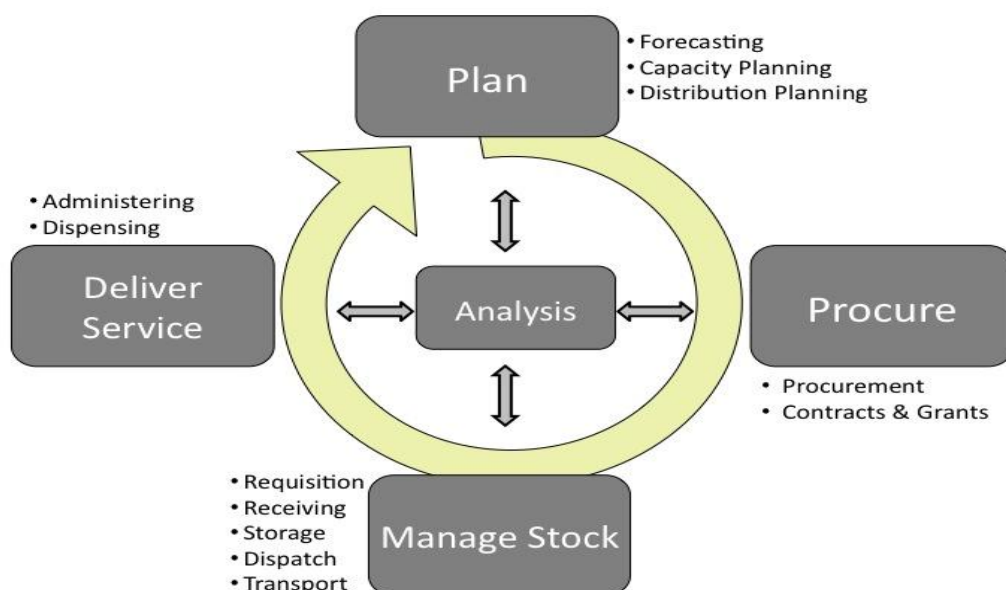 Plan
• Forecasting
• Capacity Planning
• Distribution Planning
• Administering
• Dispensing
Deliver
Service
Analysis
Procure
• Procurement
• Contracts & Grants
• Requisition
• Receiving
• Storage
• Dispatch
• Transport
Manage Stock